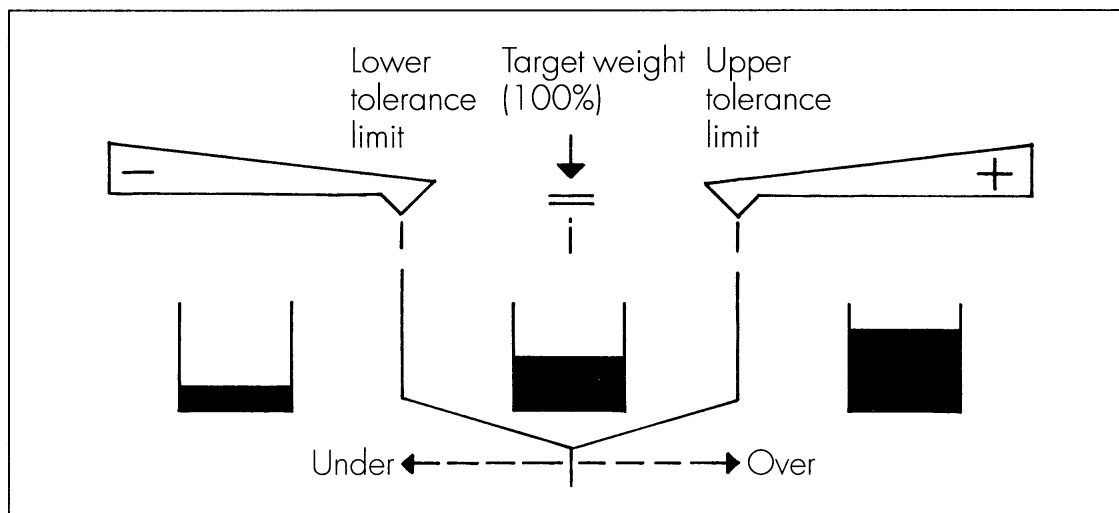 Lower
tolerance
limit
Target weight
(100%)
Upper
tolerance
limit
−
+
Under
Over